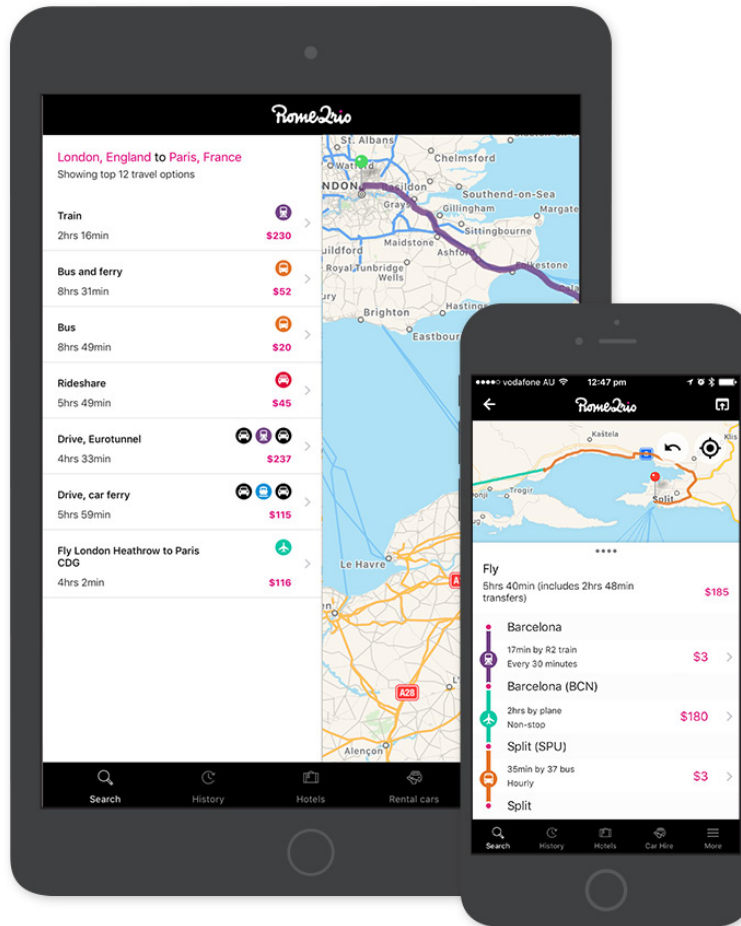 Rome2rio
London, England to Paris, France
Showing top 12 travel options
Train
2hrs 16min $230
Bus and ferry
8hrs 31min $52
Bus
8hrs 49min $20
Rideshare
5hrs 49min $45
Drive, Eurotunnel
4hrs 33min $237
Drive, car ferry
5hrs 59min $115
Fly London Heathrow to Paris
CDG
4hrs 2min $116
St. Albans
Chelmsford
Watford
Basildon
Southend-on-Sea
Grays
Gillingham
Margate
Sittingbourne
Maidstone
Ashford
Royal Tunbridge
Wells
Folkestone
Hastings
Brighton
Le Havre
A28
Alençon
Search History Hotels Rental cars
vodafone AU 12:47 pm
Rome2rio
Kaštela
Klis
Trogir
Split
Fly
5hrs 40min (includes 2hrs 48min
transfers) $185
Barcelona
17min by R2 train
Every 30 minutes
$3
Barcelona (BCN)
2hrs by plane
Non-stop
$180
Split (SPU)
35min by 37 bus
Hourly
$3
Split
Search History Hotels Car Hire More